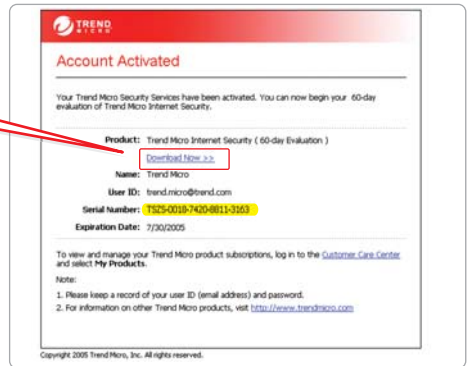 TREND
MICRO
Account Activated
Your Trend Micro Security Services have been activated. You can now begin your 60-day
evaluation of Trend Micro Internet Security.
Product: Trend Micro Internet Security ( 60-day Evaluation )
Download Now >>
Name: Trend Micro
User ID: trend.micro@trend.com
Serial Number: TSZS-0018-7420-8811-3163
Expiration Date: 7/30/2005
To view and manage your Trend Micro product subscriptions, log in to the Customer Care Center
and select My Products.
Note:
1. Please keep a record of your user ID (email address) and password.
2. For information on other Trend Micro products, visit http://www.trendmicro.com
Copyright 2005 Trend Micro, Inc. All rights reserved.